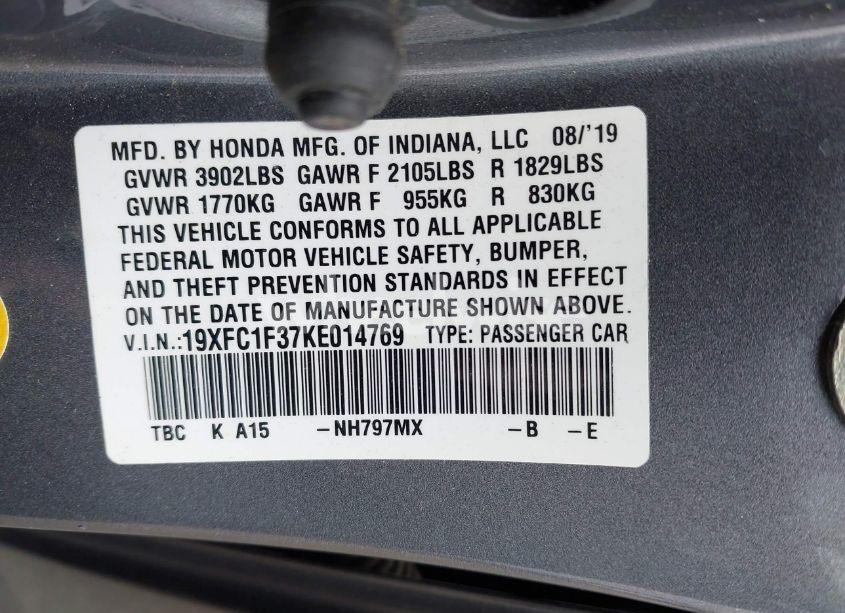 MFD. BY HONDA MFG. OF INDIANA, LLC 08/'19
GVWR 3902LBS GAWR F 2105LBS R 1829LBS
GVWR 1770KG GAWR F 955KG R 830KG
THIS VEHICLE CONFORMS TO ALL APPLICABLE
FEDERAL MOTOR VEHICLE SAFETY, BUMPER,
AND THEFT PREVENTION STANDARDS IN EFFECT
ON THE DATE OF MANUFACTURE SHOWN ABOVE.
V.I.N.:19XFC1F37KE014769 TYPE: PASSENGER CAR
TBC K A15 -NH797MX -B -E